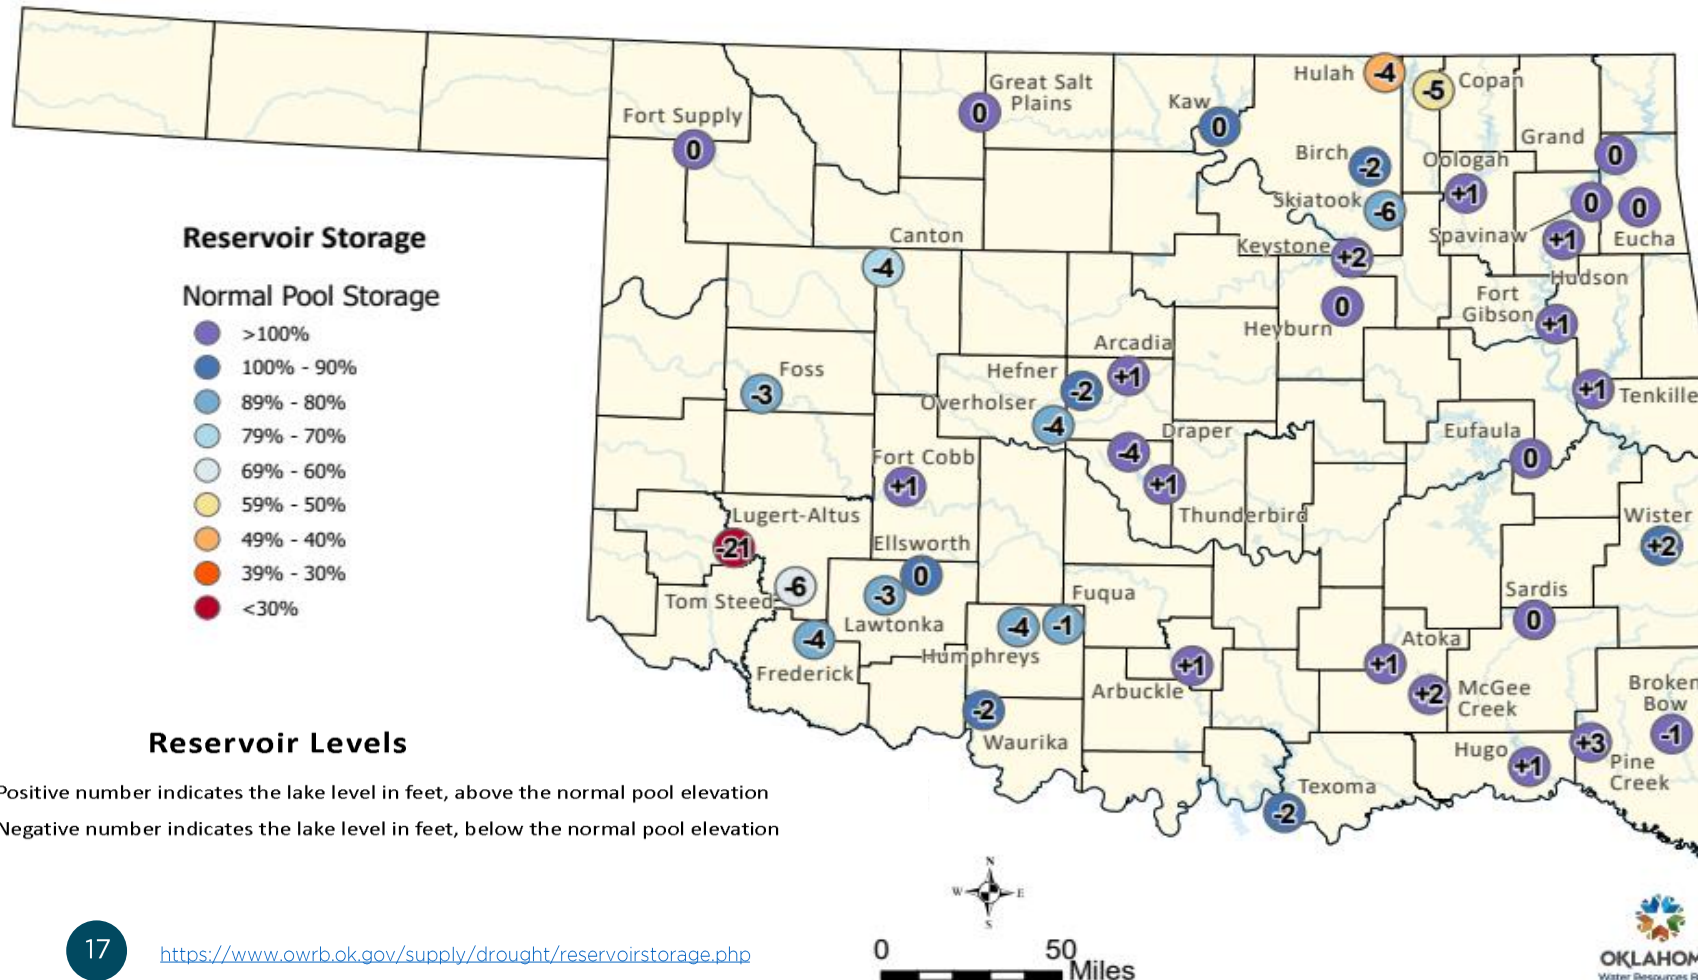 Hulah
-4
-5
Copan
Great Salt
Plains
0
Kaw
0
Fort Supply
0
Grand
0
Birch
-2
Oologah
+1
Skiatook
-6
0
0
Spavinaw
+1
Eucha
Hudson
Keystone
+2
Canton
-4
Fort
Gibson
+1
0
Heyburn
Arcadia
+1
Hefner
-2
Foss
-3
Overholser
-4
+1
Tenkille
Draper
-4
Eufaula
0
Fort Cobb
+1
+1
Thunderbird
Lugert-Altus
-21
Wister
+2
Ellsworth
0
-6
Tom Steed
-3
Lawtonka
Fuqua
-4
-1
Humphreys
Sardis
0
-4
Frederick
Atoka
+1
+1
Arbuckle
+2
McGee
Creek
Broken
Bow
-1
-2
Waurika
Hugo
+1
+3
Pine
Creek
Texoma
-2
Reservoir Storage
Normal Pool Storage
>100%
100% - 90%
89% - 80%
79% - 70%
69% - 60%
59% - 50%
49% - 40%
39% - 30%
<30%
Reservoir Levels
Positive number indicates the lake level in feet, above the normal pool elevation
Negative number indicates the lake level in feet, below the normal pool elevation
N
W
E
S
0
50
Miles
17
https://www.owrb.ok.gov/supply/drought/reservoirstorage.php
OKLAHOM
Water Resources